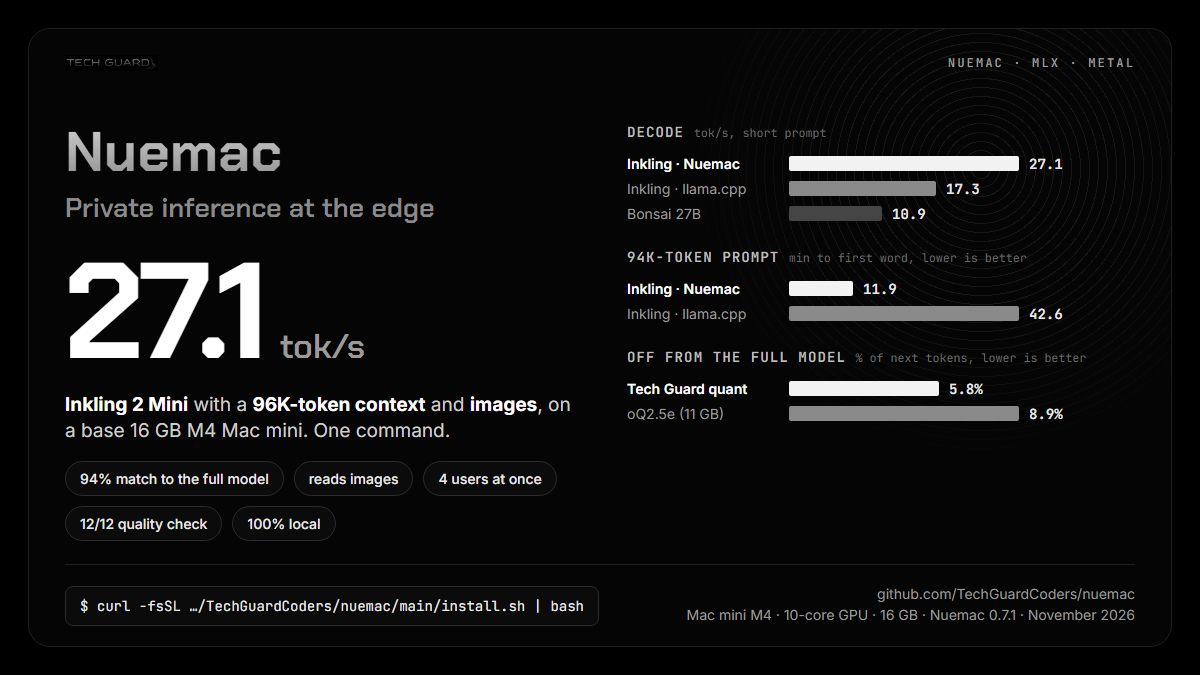 TECH GUARD
NUEMAC · MLX · METAL
Nuemac
Private inference at the edge
27.1 tok/s
Inkling 2 Mini with a 96K-token context and images, on
a base 16 GB M4 Mac mini. One command.
94% match to the full model
reads images
4 users at once
12/12 quality check
100% local
DECODE tok/s, short prompt
Inkling · Nuemac 27.1
Inkling · llama.cpp 17.3
Bonsai 27B 10.9
94K-TOKEN PROMPT min to first word, lower is better
Inkling · Nuemac 11.9
Inkling · llama.cpp 42.6
OFF FROM THE FULL MODEL % of next tokens, lower is better
Tech Guard quant 5.8%
oQ2.5e (11 GB) 8.9%
$ curl -fsSL …/TechGuardCoders/nuemac/main/install.sh | bash
github.com/TechGuardCoders/nuemac
Mac mini M4 · 10-core GPU · 16 GB · Nuemac 0.7.1 · November 2026